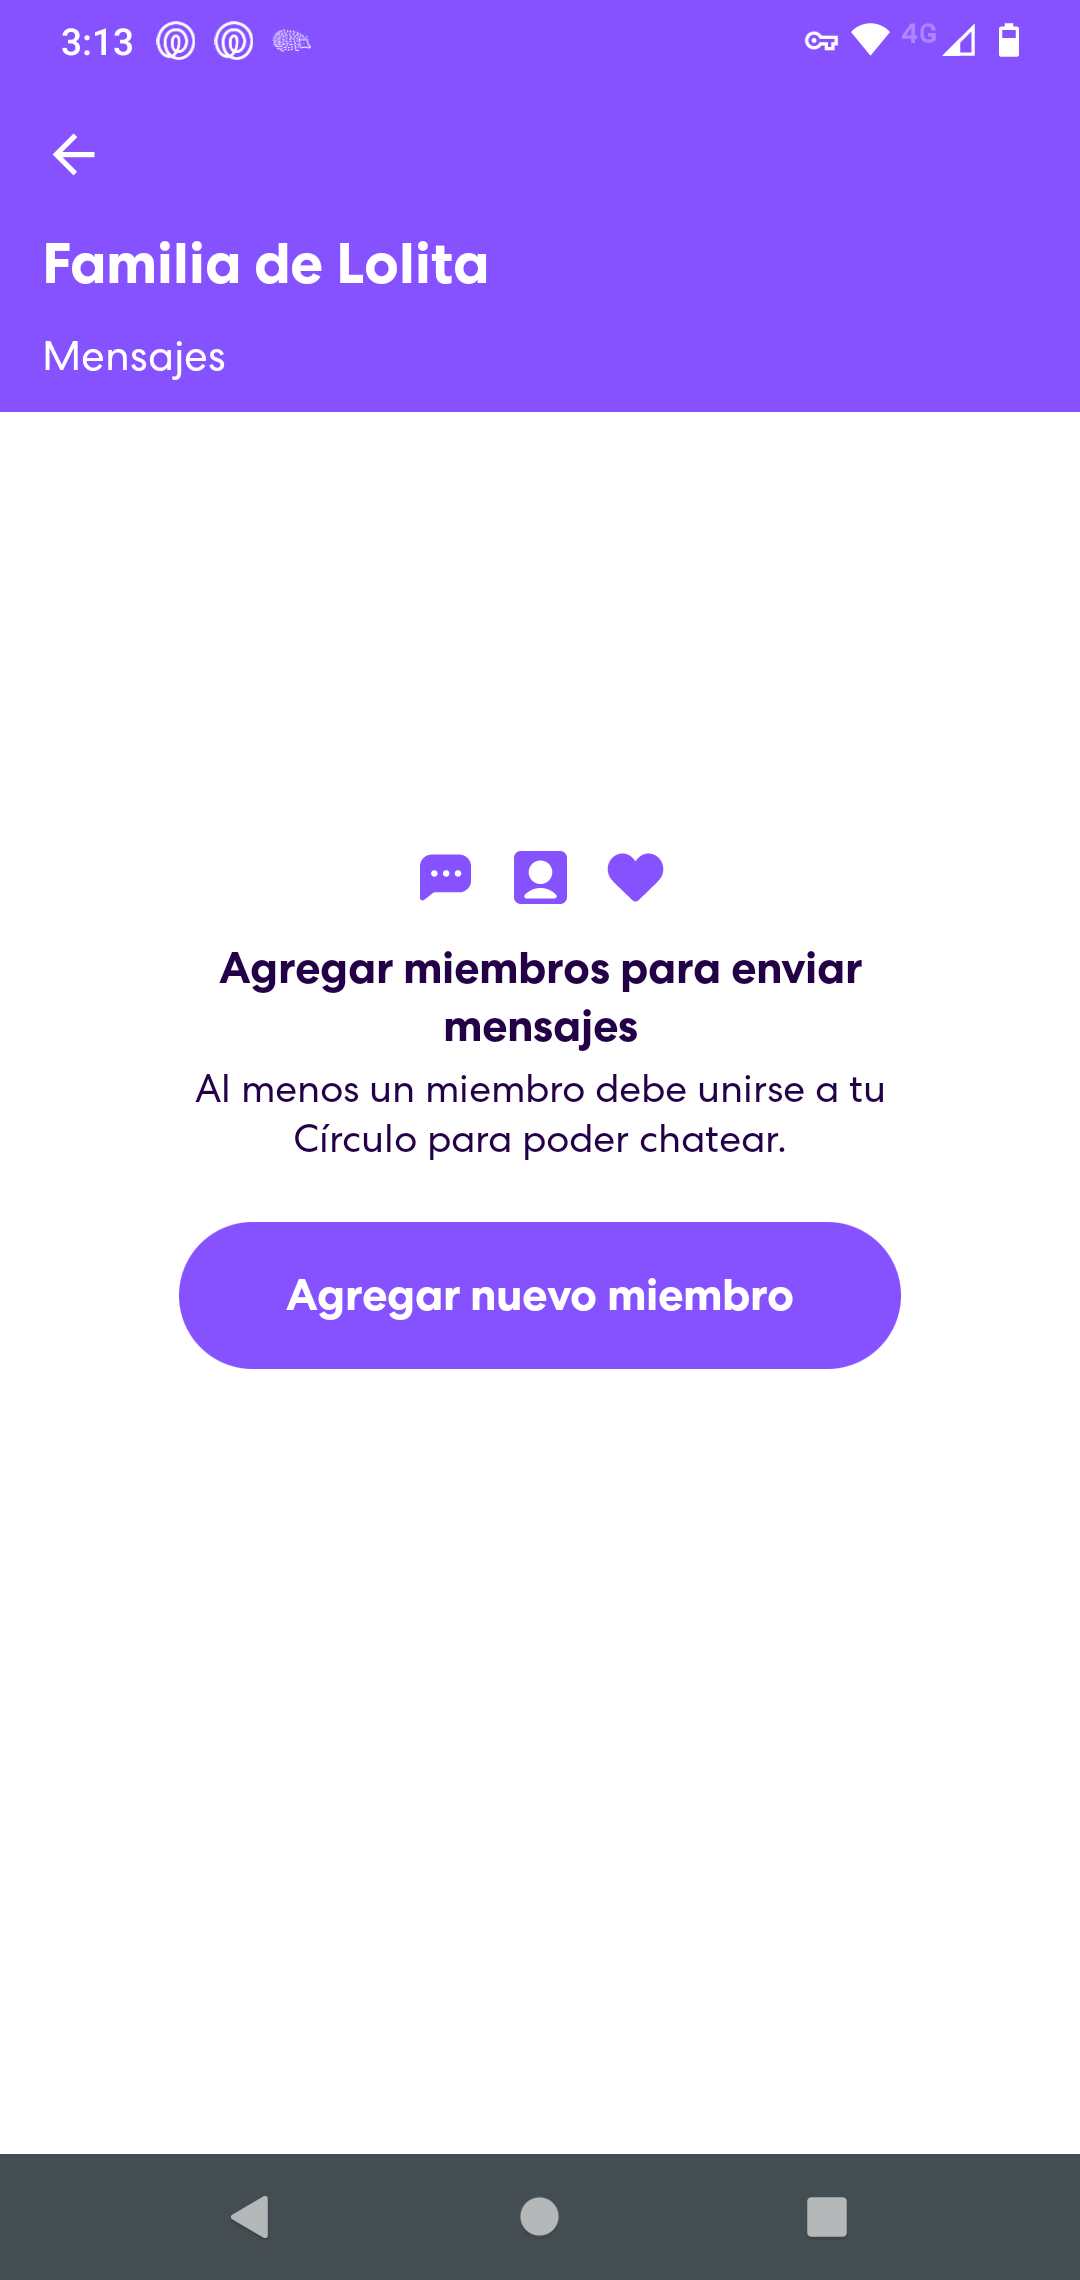 3:13
4G
Familia de Lolita
Mensajes
Agregar miembros para enviar
mensajes
Al menos un miembro debe unirse a tu
Círculo para poder chatear.
Agregar nuevo miembro